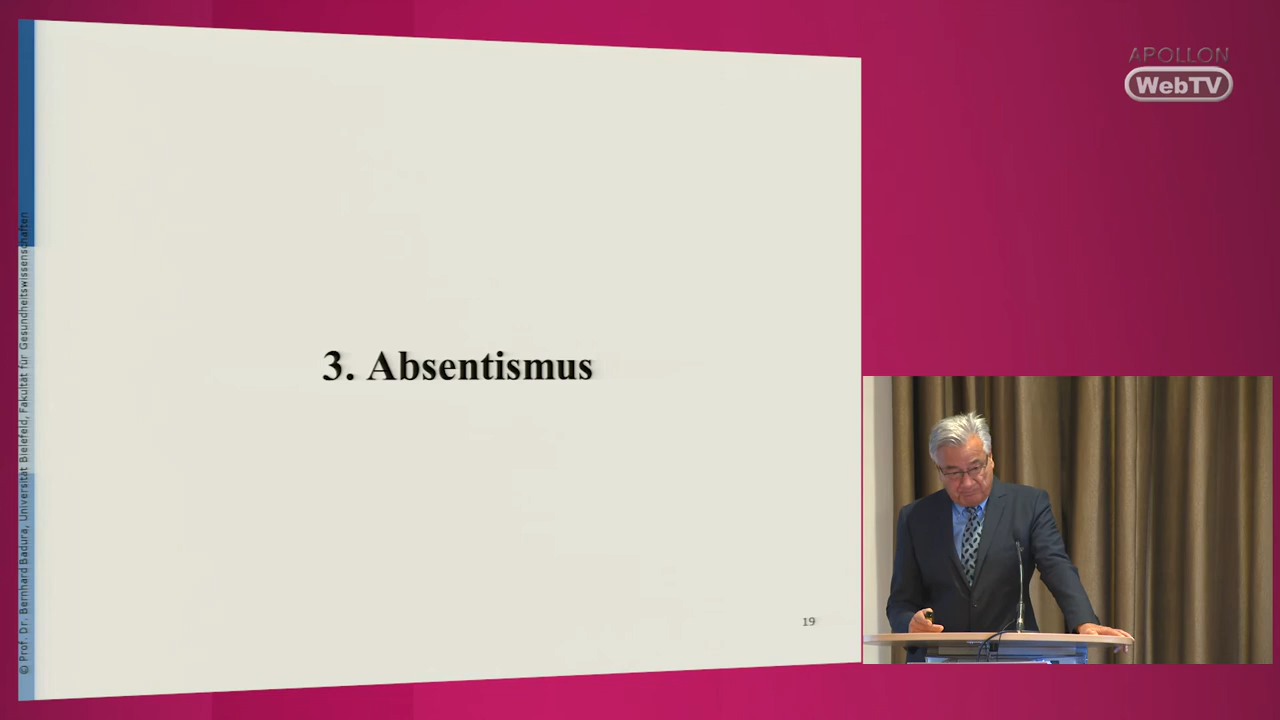 APOLLON
WebTV
3. Absentismus
© Prof. Dr. Bernhard Badura, Universität Bielefeld, Fakultät für Gesundheitswissenschaften
19